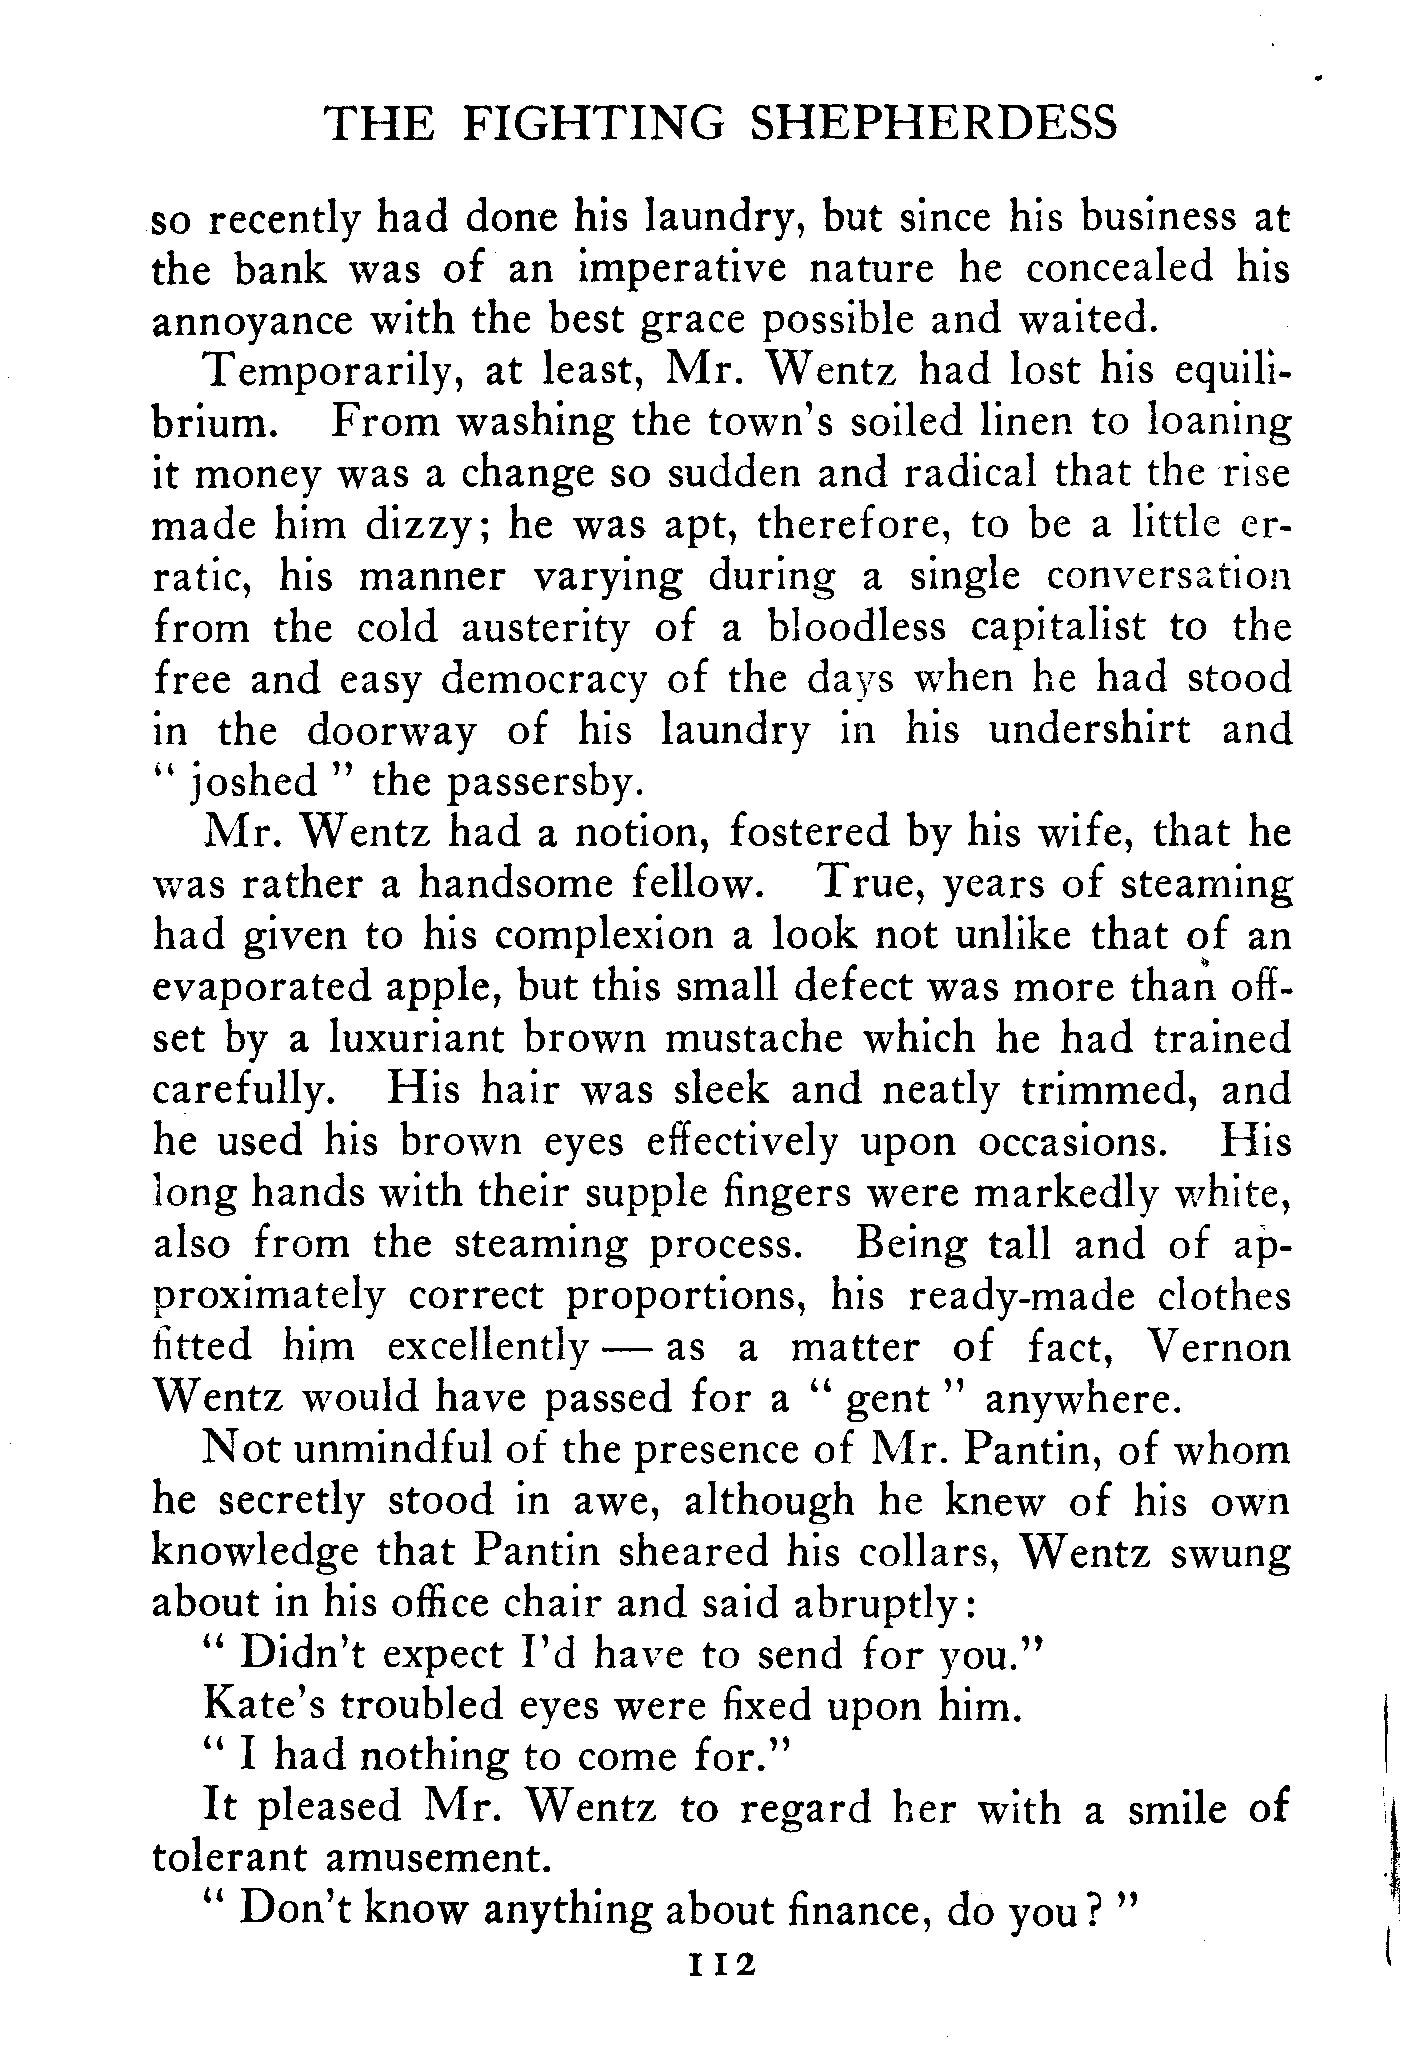 THE FIGHTING SHEPHERDESS
so recently had done his laundry, but since his business at
the bank was of an imperative nature he concealed his
annoyance with the best grace possible and waited.
Temporarily, at least, Mr. Wentz had lost his equili-
brium. From washing the town's soiled linen to loaning
it money was a change so sudden and radical that the rise
made him dizzy; he was apt, therefore, to be a little er-
ratic, his manner varying during a single conversation
from the cold austerity of a bloodless capitalist to the
free and easy democracy of the days when he had stood
in the doorway of his laundry in his undershirt and
" joshed " the passersby.
Mr. Wentz had a notion, fostered by his wife, that he
was rather a handsome fellow. True, years of steaming
had given to his complexion a look not unlike that of an
evaporated apple, but this small defect was more than off-
set by a luxuriant brown mustache which he had trained
carefully. His hair was sleek and neatly trimmed, and
he used his brown eyes effectively upon occasions. His
long hands with their supple fingers were markedly white,
also from the steaming process. Being tall and of ap-
proximately correct proportions, his ready-made clothes
fitted him excellently — as a matter of fact, Vernon
Wentz would have passed for a " gent " anywhere.
Not unmindful of the presence of Mr. Pantin, of whom
he secretly stood in awe, although he knew of his own
knowledge that Pantin sheared his collars, Wentz swung
about in his office chair and said abruptly:
" Didn't expect I'd have to send for you."
Kate's troubled eyes were fixed upon him.
" I had nothing to come for."
It pleased Mr. Wentz to regard her with a smile of
tolerant amusement.
" Don't know anything about finance, do you? "
112